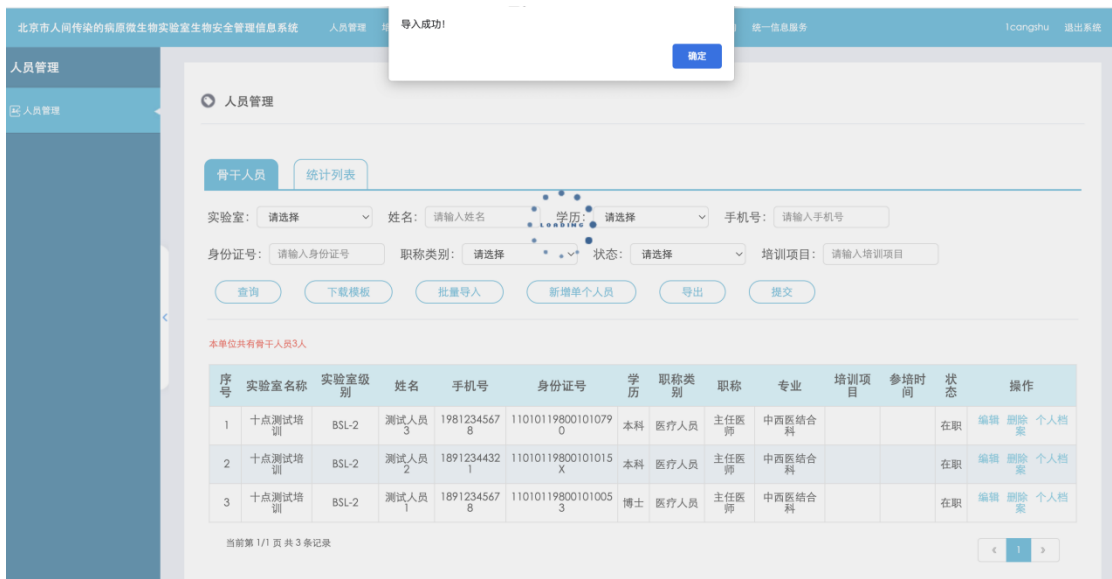 北京市人间传染的病原微生物实验室生物安全管理信息系统 人员管理 统一信息服务 1cangshu 退出系统
导入成功!
确定
人员管理
人员管理
人员管理
骨干人员 统计列表
实验室: 请选择 姓名: 请输入姓名 学历: 请选择 手机号: 请输入手机号
LOADING
身份证号: 请输入身份证号 职称类别: 请选择 状态: 请选择 培训项目: 请输入培训项目
查询 下载模板 批量导入 新增单个人员 导出 提交
本单位共有骨干人员3人
序号 实验室名称 实验室级别 姓名 手机号 身份证号 学历 职称类别 职称 专业 培训项目 参培时间 状态 操作
1 十点测试培训 BSL-2 测试人员3 19812345678 110101198001010790 本科 医疗人员 主任医师 中西医结合科 在职 编辑 删除 个人档案
2 十点测试培训 BSL-2 测试人员2 18912344321 11010119800101015X 本科 医疗人员 主任医师 中西医结合科 在职 编辑 删除 个人档案
3 十点测试培训 BSL-2 测试人员1 18912345678 110101198001010053 博士 医疗人员 主任医师 中西医结合科 在职 编辑 删除 个人档案
当前第 1/1 页 共 3 条记录
< 1 >